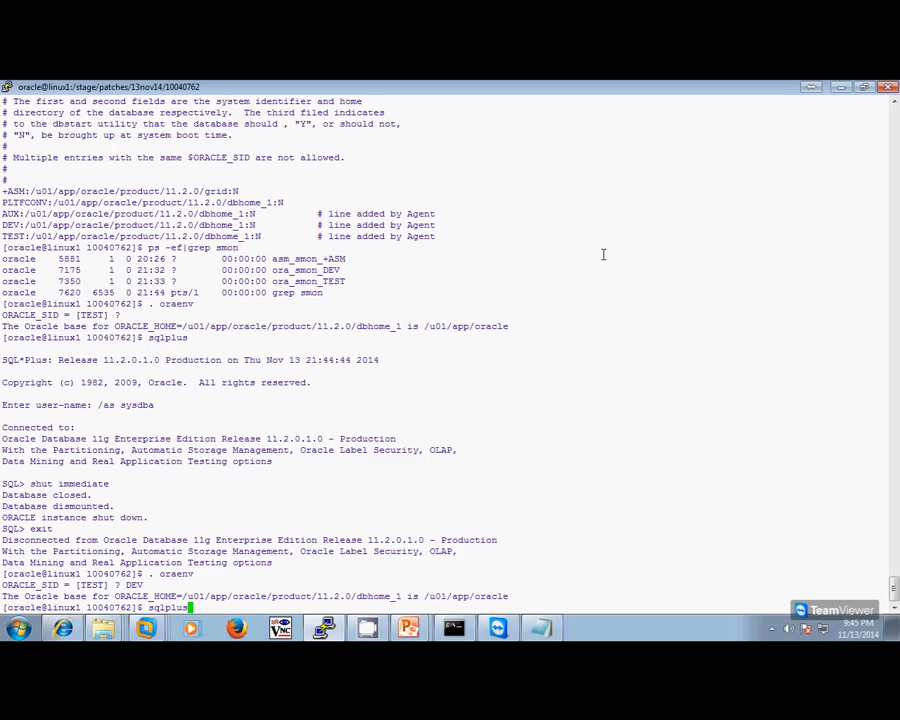 oracle@linux1:/stage/patches/13nov14/10040762
# The first and second fields are the system identifier and home
# directory of the database respectively.  The third filed indicates
# to the dbstart utility that the database should , "Y", or should not,
# "N", be brought up at system boot time.
#
# Multiple entries with the same $ORACLE_SID are not allowed.
#
#
+ASM:/u01/app/oracle/product/11.2.0/grid:N
PLTFCONV:/u01/app/oracle/product/11.2.0/dbhome_1:N
AUX:/u01/app/oracle/product/11.2.0/dbhome_1:N          # line added by Agent
DEV:/u01/app/oracle/product/11.2.0/dbhome_1:N          # line added by Agent
TEST:/u01/app/oracle/product/11.2.0/dbhome_1:N         # line added by Agent
[oracle@linux1 10040762]$ ps -ef|grep smon
oracle    5881     1  0 20:26 ?        00:00:00 asm_smon_+ASM
oracle    7175     1  0 21:32 ?        00:00:00 ora_smon_DEV
oracle    7350     1  0 21:33 ?        00:00:00 ora_smon_TEST
oracle    7620  6535  0 21:44 pts/1    00:00:00 grep smon
[oracle@linux1 10040762]$ . oraenv
ORACLE_SID = [TEST] ?
The Oracle base for ORACLE_HOME=/u01/app/oracle/product/11.2.0/dbhome_1 is /u01/app/oracle
[oracle@linux1 10040762]$ sqlplus
SQL*Plus: Release 11.2.0.1.0 Production on Thu Nov 13 21:44:44 2014
Copyright (c) 1982, 2009, Oracle.  All rights reserved.
Enter user-name: /as sysdba
Connected to:
Oracle Database 11g Enterprise Edition Release 11.2.0.1.0 - Production
With the Partitioning, Automatic Storage Management, Oracle Label Security, OLAP,
Data Mining and Real Application Testing options
SQL> shut immediate
Database closed.
Database dismounted.
ORACLE instance shut down.
SQL> exit
Disconnected from Oracle Database 11g Enterprise Edition Release 11.2.0.1.0 - Production
With the Partitioning, Automatic Storage Management, Oracle Label Security, OLAP,
Data Mining and Real Application Testing options
[oracle@linux1 10040762]$ . oraenv
ORACLE_SID = [TEST] ? DEV
The Oracle base for ORACLE_HOME=/u01/app/oracle/product/11.2.0/dbhome_1 is /u01/app/oracle
[oracle@linux1 10040762]$ sqlplus
TeamViewer
9:45 PM
11/13/2014